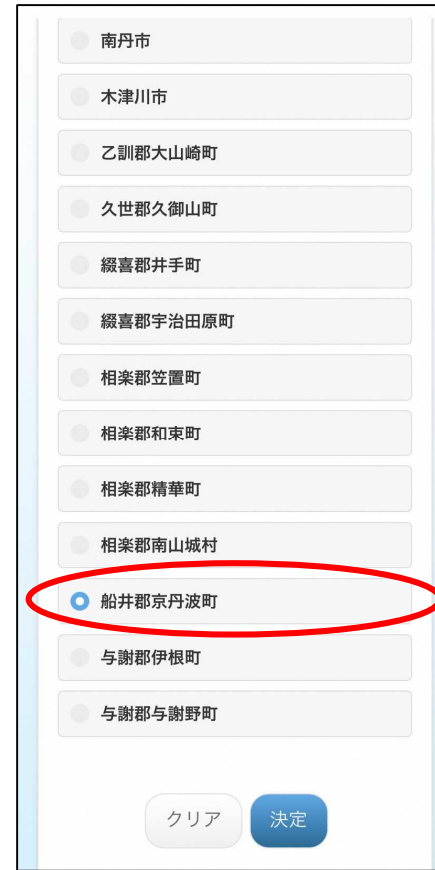 南丹市
木津川市
乙訓郡大山崎町
久世郡久御山町
綴喜郡井手町
綴喜郡宇治田原町
相楽郡笠置町
相楽郡和束町
相楽郡精華町
相楽郡南山城村
船井郡京丹波町
与謝郡伊根町
与謝郡与謝野町
クリア 決定